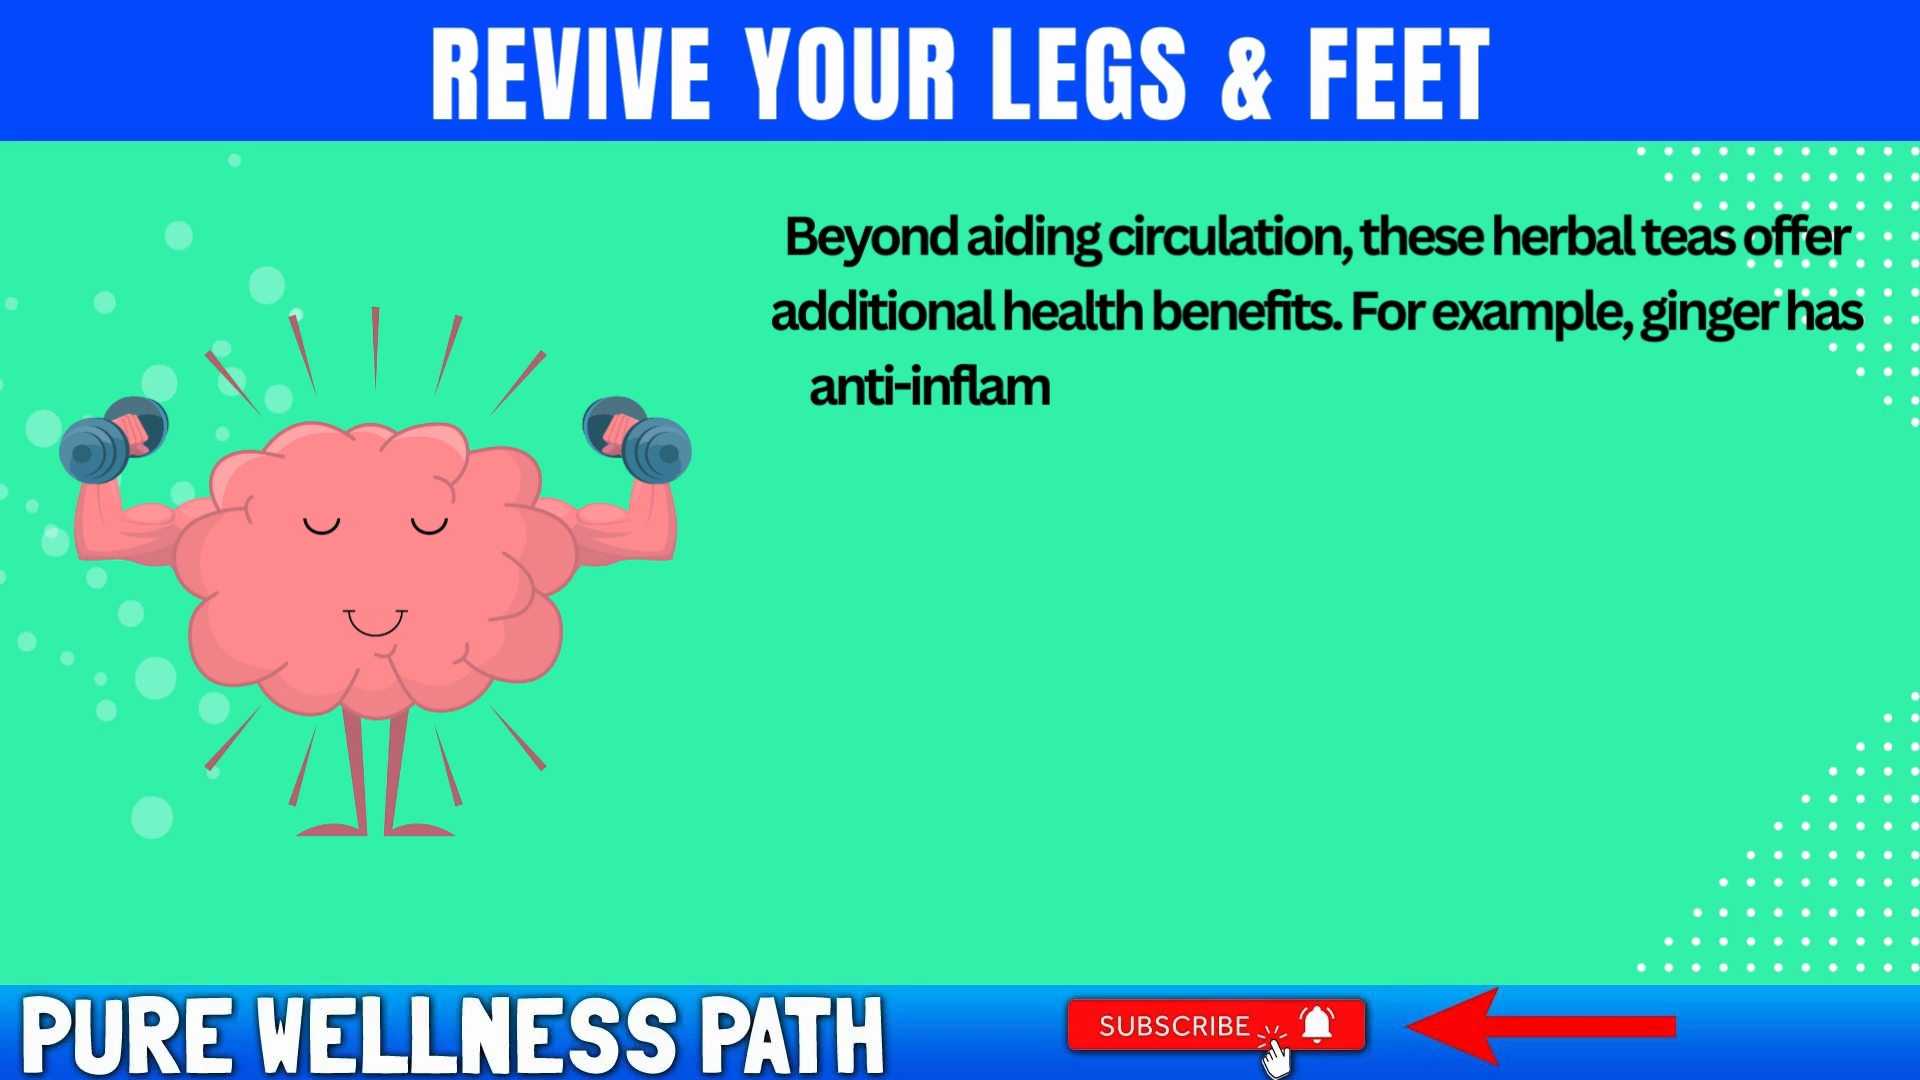 REVIVE YOUR LEGS & FEET
Beyond aiding circulation, these herbal teas offer
additional health benefits. For example, ginger has
anti-inflam
PURE WELLNESS PATH
SUBSCRIBE